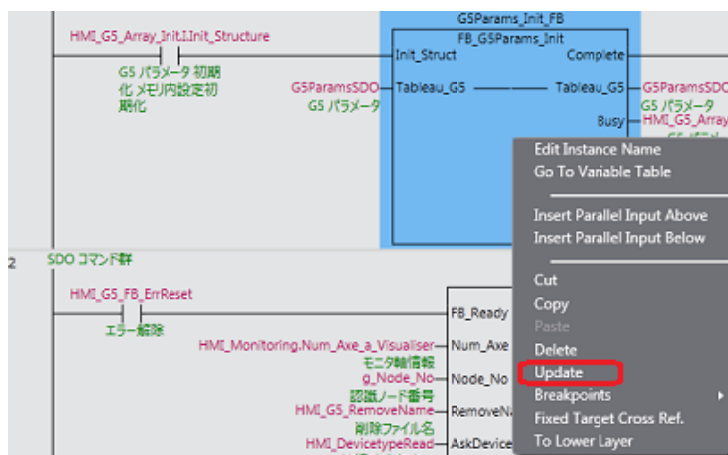 G5Params_Init_FB
HMI_G5_Array_Init.I.Init_Structure
FB_G5Params_Init
Init_Struct
Complete
G5 パラメータ 初期
化 メモリ内設定初
期化
G5ParamsSDO
Tableau_G5
Tableau_G5
G5ParamsSDO
G5 パラメータ
G5 パラメータ
Busy
HMI_G5_Array
Edit Instance Name
Go To Variable Table
Insert Parallel Input Above
Insert Parallel Input Below
2
SDO コマンド群
Cut
HMI_G5_FB_ErrReset
Copy
FB_Ready
Paste
エラー解除
Delete
HMI_Monitoring.Num_Axe_a_Visualiser
Num_Axe
モニタ軸情報
Update
g_Node_No
Node_No
認識ノード番号
Breakpoints
HMI_G5_RemoveName
RemoveNa
削除ファイル名
Fixed Target Cross Ref.
HMI_DevicetypeRead
AskDevice
To Lower Layer